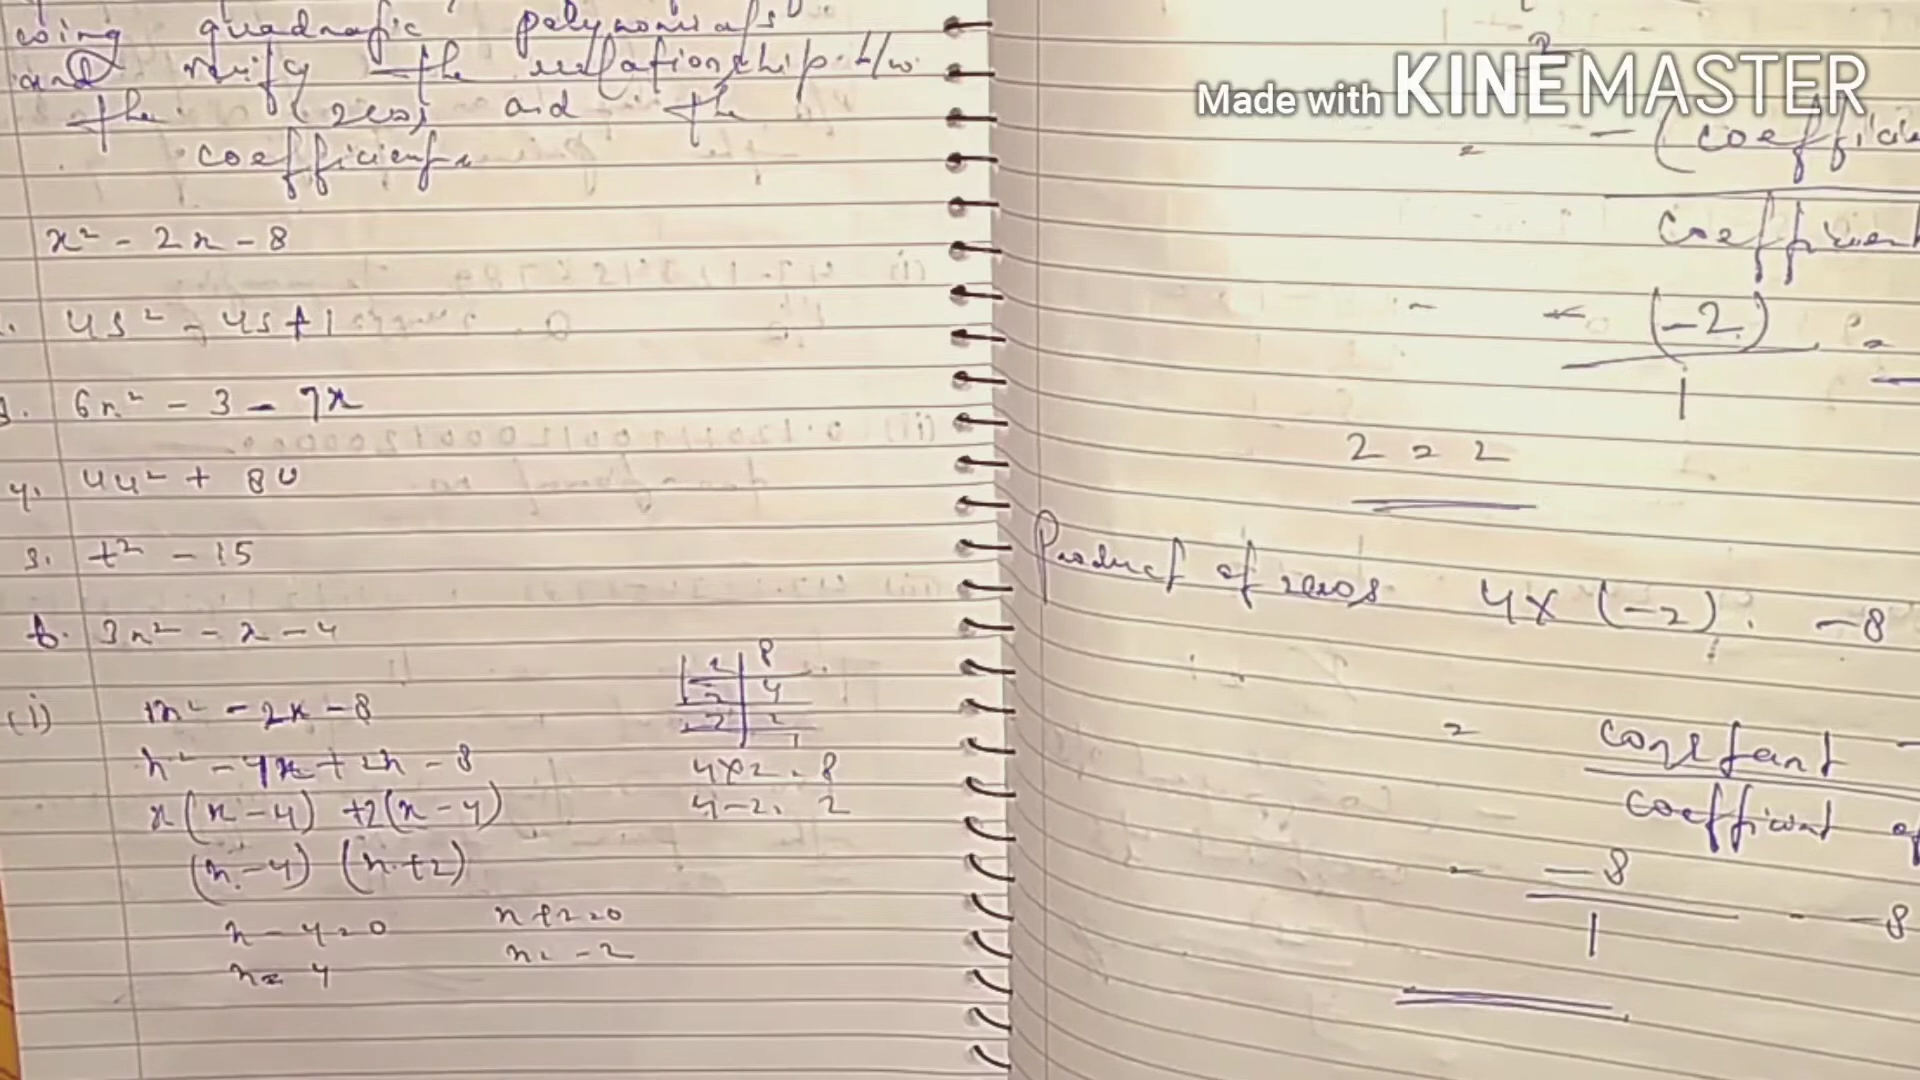 wing quadratic polynomials
and verify the relationship b/w
the zeros and the
coefficients
x² - 2x - 8
4s² - 4s + 1
3. 6x² - 3 - 7x
4. 4u² + 8u
5. t² - 15
6. 3x² - x - 4
(i) x² - 2x - 8
x² - 4x + 2x - 8
x(x - 4) + 2(x - 4)
(x - 4) (x + 2)
x - 4 = 0 x + 2 = 0
x = 4 x = -2
2 8
2 4
2 2
1
4 × 2 = 8
4 - 2 = 2
Made with KINEMASTER
= - (coeffici
coefficient
= - (-2) =
1
2 = 2
Product of zeros 4 × (-2) = -8
= constant
coefficient of
= -8 = -8
1